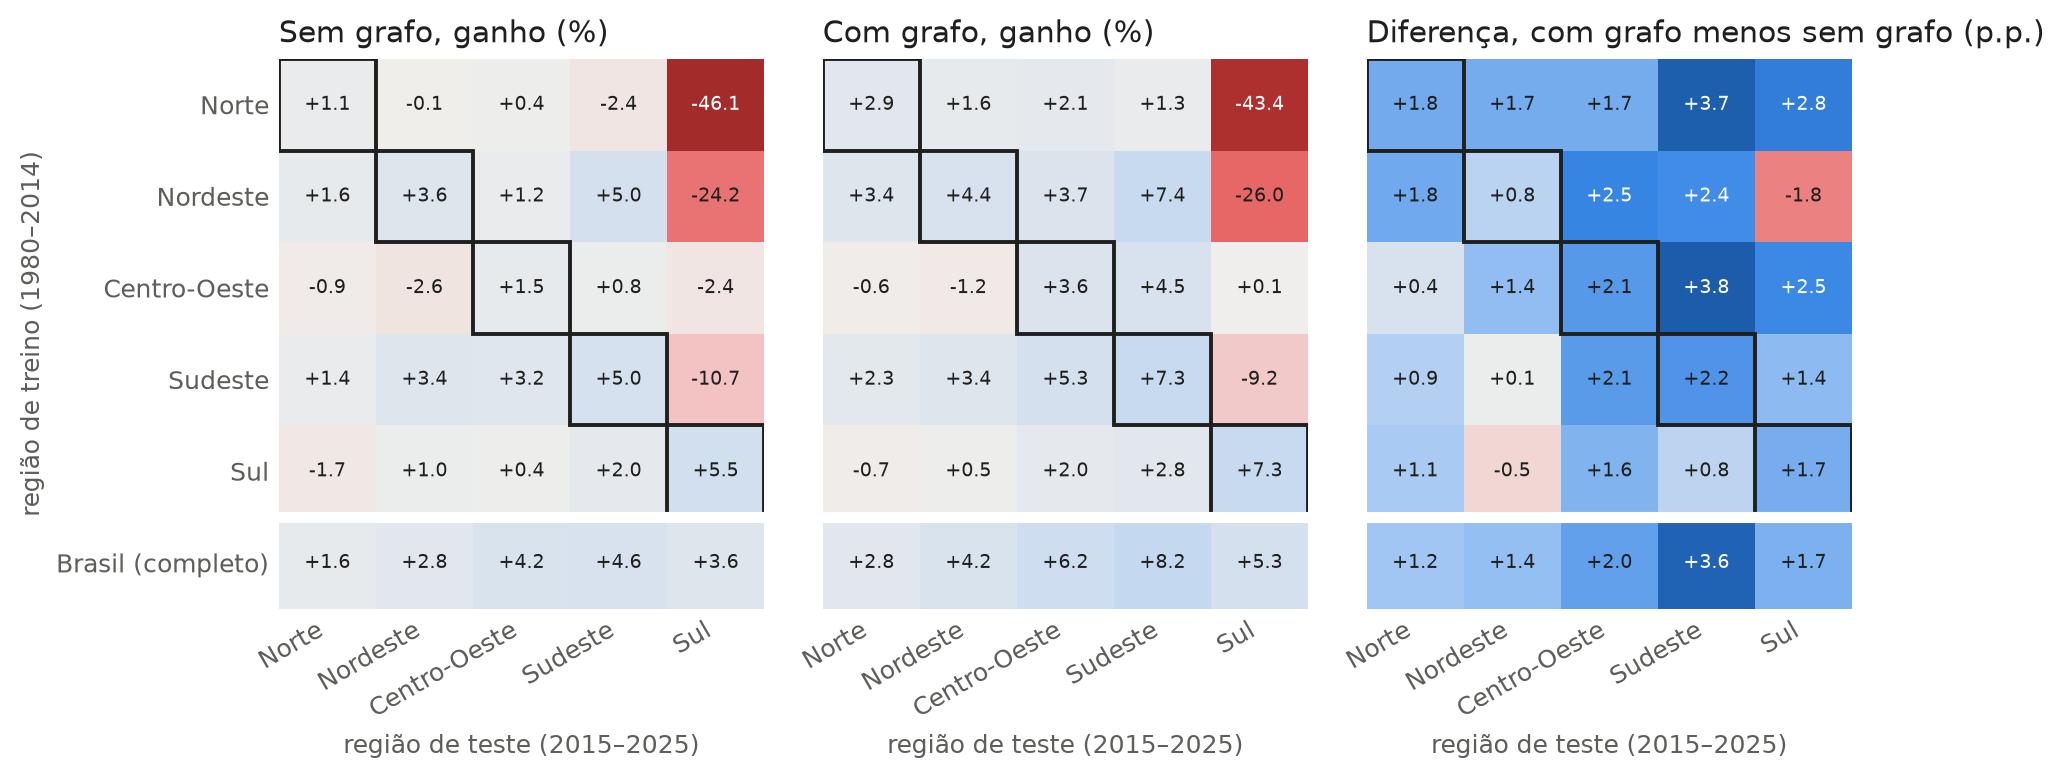 Sem grafo, ganho (%)
Com grafo, ganho (%)
Diferença, com grafo menos sem grafo (p.p.)
região de treino (1980–2014)
Norte +1.1 -0.1 +0.4 -2.4 -46.1 +2.9 +1.6 +2.1 +1.3 -43.4 +1.8 +1.7 +1.7 +3.7 +2.8
Nordeste +1.6 +3.6 +1.2 +5.0 -24.2 +3.4 +4.4 +3.7 +7.4 -26.0 +1.8 +0.8 +2.5 +2.4 -1.8
Centro-Oeste -0.9 -2.6 +1.5 +0.8 -2.4 -0.6 -1.2 +3.6 +4.5 +0.1 +0.4 +1.4 +2.1 +3.8 +2.5
Sudeste +1.4 +3.4 +3.2 +5.0 -10.7 +2.3 +3.4 +5.3 +7.3 -9.2 +0.9 +0.1 +2.1 +2.2 +1.4
Sul -1.7 +1.0 +0.4 +2.0 +5.5 -0.7 +0.5 +2.0 +2.8 +7.3 +1.1 -0.5 +1.6 +0.8 +1.7
Brasil (completo) +1.6 +2.8 +4.2 +4.6 +3.6 +2.8 +4.2 +6.2 +8.2 +5.3 +1.2 +1.4 +2.0 +3.6 +1.7
Norte Nordeste Centro-Oeste Sudeste Sul Norte Nordeste Centro-Oeste Sudeste Sul Norte Nordeste Centro-Oeste Sudeste Sul
região de teste (2015–2025)
região de teste (2015–2025)
região de teste (2015–2025)